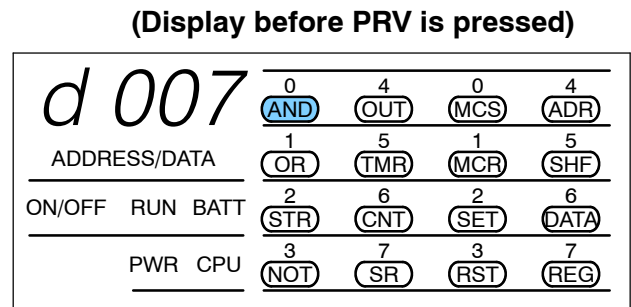 (Display before PRV is pressed)
d 007
0 4 0 4
AND OUT MCS ADR
ADDRESS/DATA
1 5 1 5
OR TMR MCR SHF
ON/OFF RUN BATT
2 6 2 6
STR CNT SET DATA
PWR CPU
3 7 3 7
NOT SR RST REG